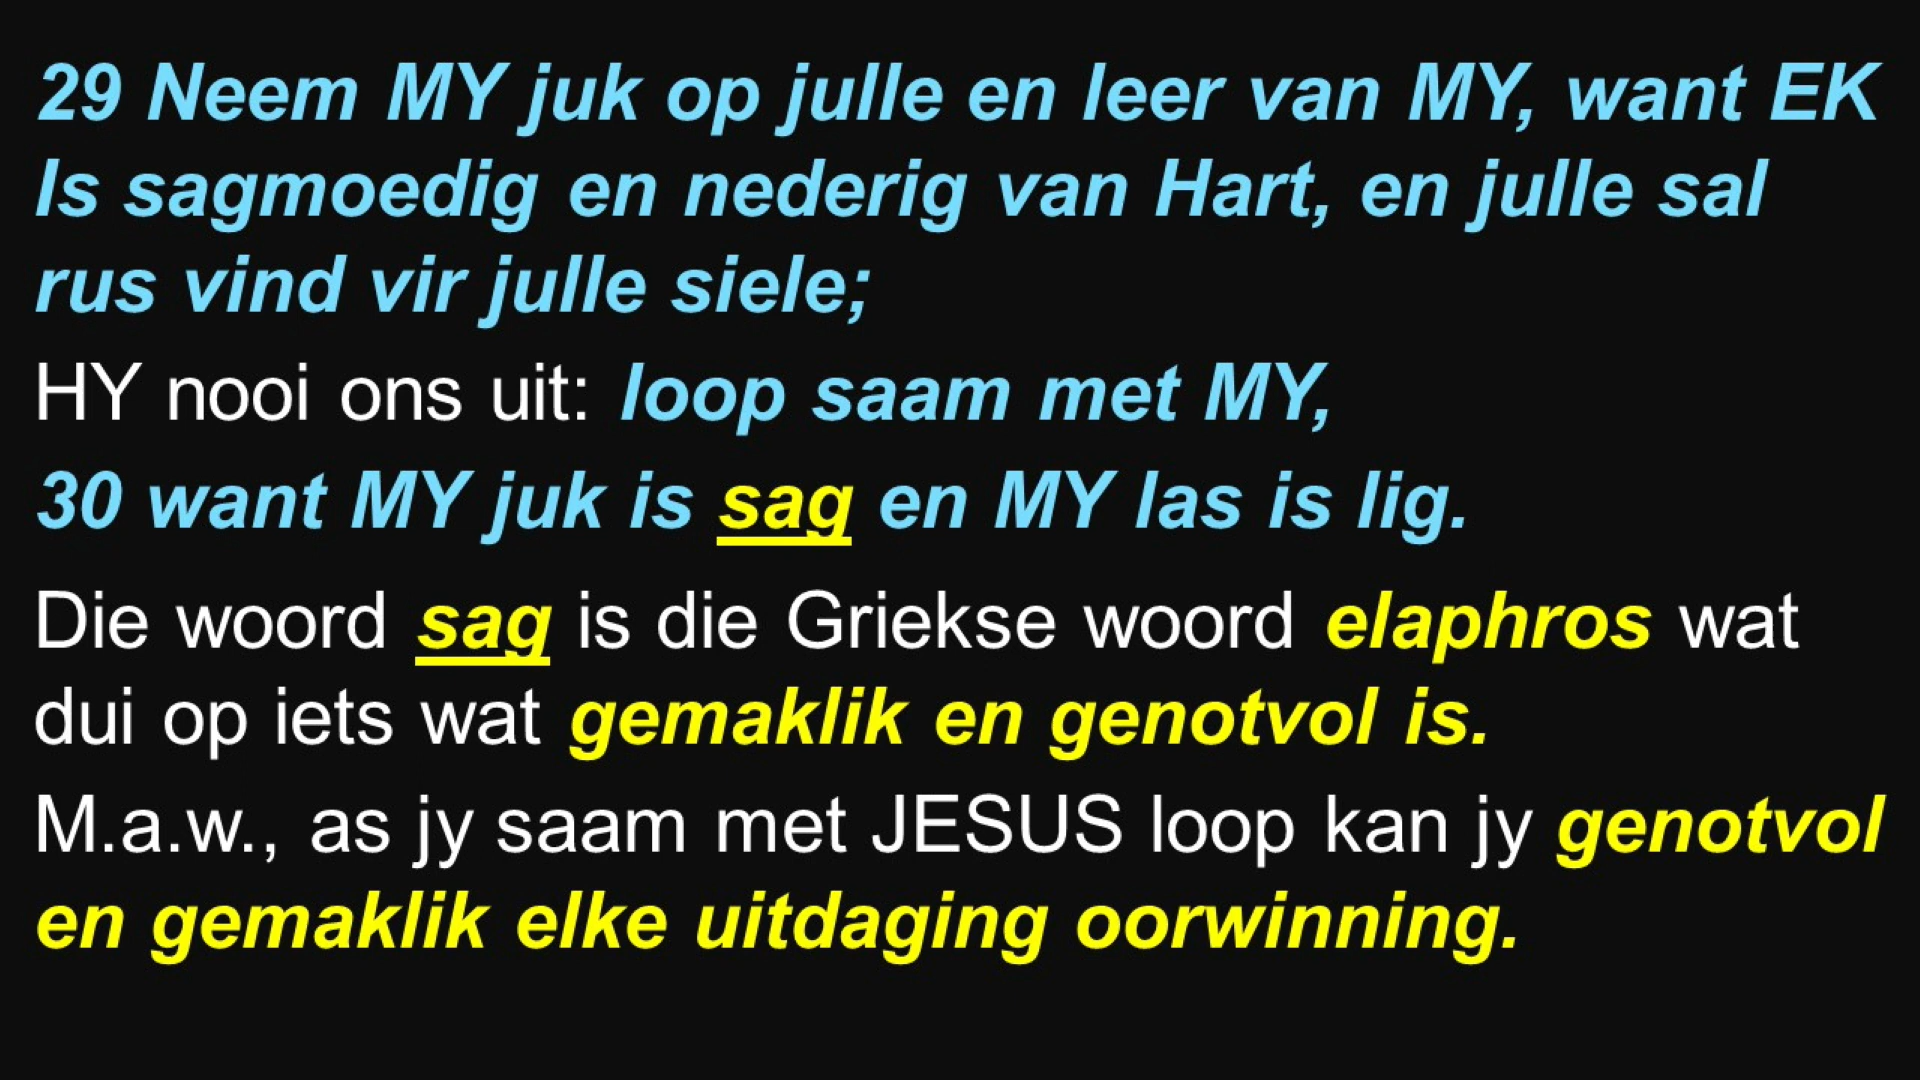 29 Neem MY juk op julle en leer van MY, want EK
Is sagmoedig en nederig van Hart, en julle sal
rus vind vir julle siele;
HY nooi ons uit: loop saam met MY,
30 want MY juk is sag en MY las is lig.
Die woord sag is die Griekse woord elaphros wat
dui op iets wat gemaklik en genotvol is.
M.a.w., as jy saam met JESUS loop kan jy genotvol
en gemaklik elke uitdaging oorwinning.